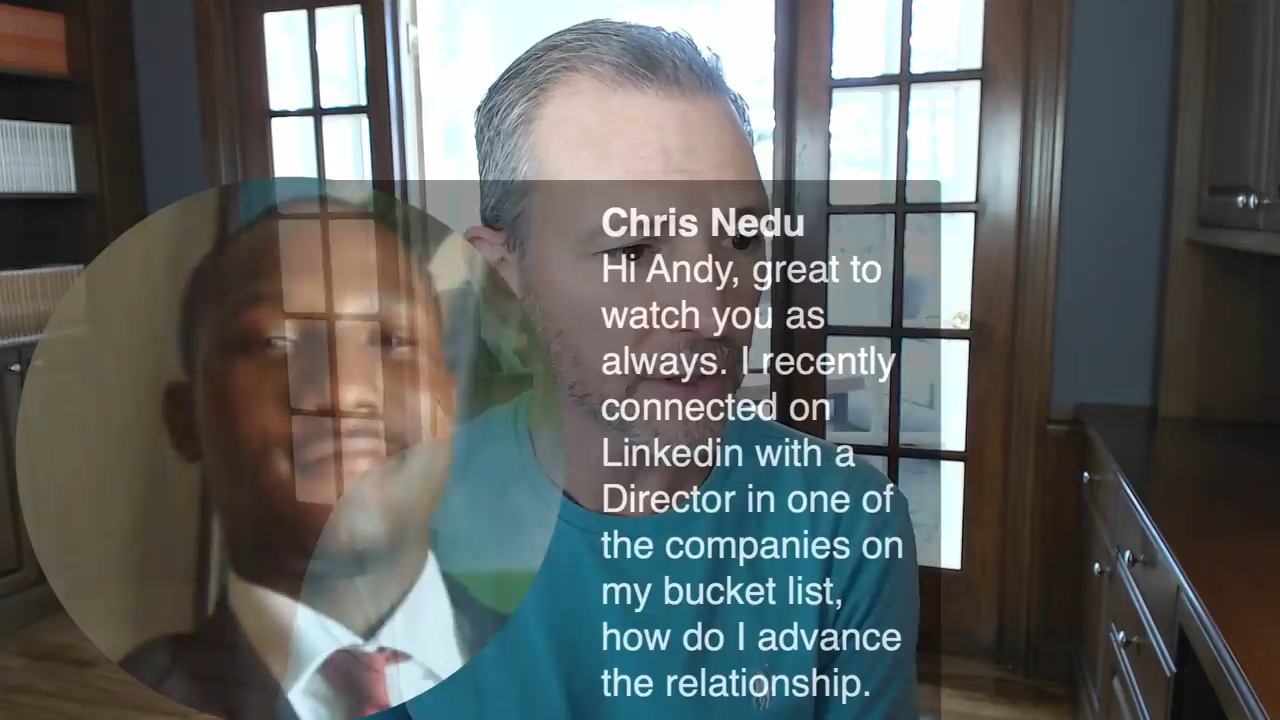 Chris Nedu
Hi Andy, great to
watch you as
always. I recently
connected on
Linkedin with a
Director in one of
the companies on
my bucket list,
how do I advance
the relationship.